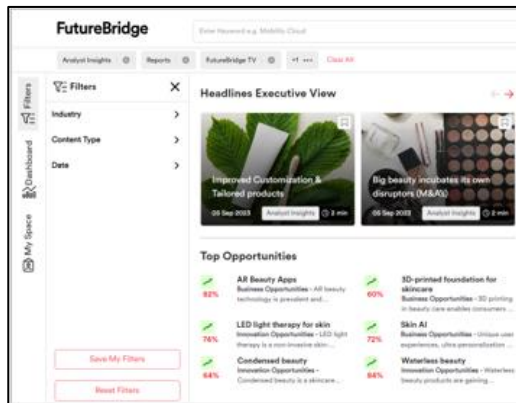 FutureBridge
Enter Keyword e.g. Mobility Cloud
Analyst Insights
Reports
FutureBridge TV
+1 ...
Clear All
Filters
Dashboard
My Space
Filters
Industry
Content Type
Date
Save My Filters
Reset Filters
Headlines Executive View
Improved Customization &
Tailored products
05 Sep 2023 Analyst Insights 3 min
Big beauty incubates its own
disruptors (M&A's)
05 Sep 2023 Analyst Insights 2 min
Top Opportunities
82%
AR Beauty Apps
Business Opportunities - AR beauty
technology is prevalent and...
60%
3D-printed foundation for
skincare
Business Opportunities - 3D printing
in beauty care enables consumers ...
74%
LED light therapy for skin
Innovation Opportunities - LED light
therapy is a non-invasive skin...
72%
Skin AI
Business Opportunities - Unique user
experiences, ultra personalization ...
64%
Condensed beauty
Innovation Opportunities -
Condensed beauty is a skincare...
64%
Waterless beauty
Innovation Opportunities - Waterless
beauty products are gaining...